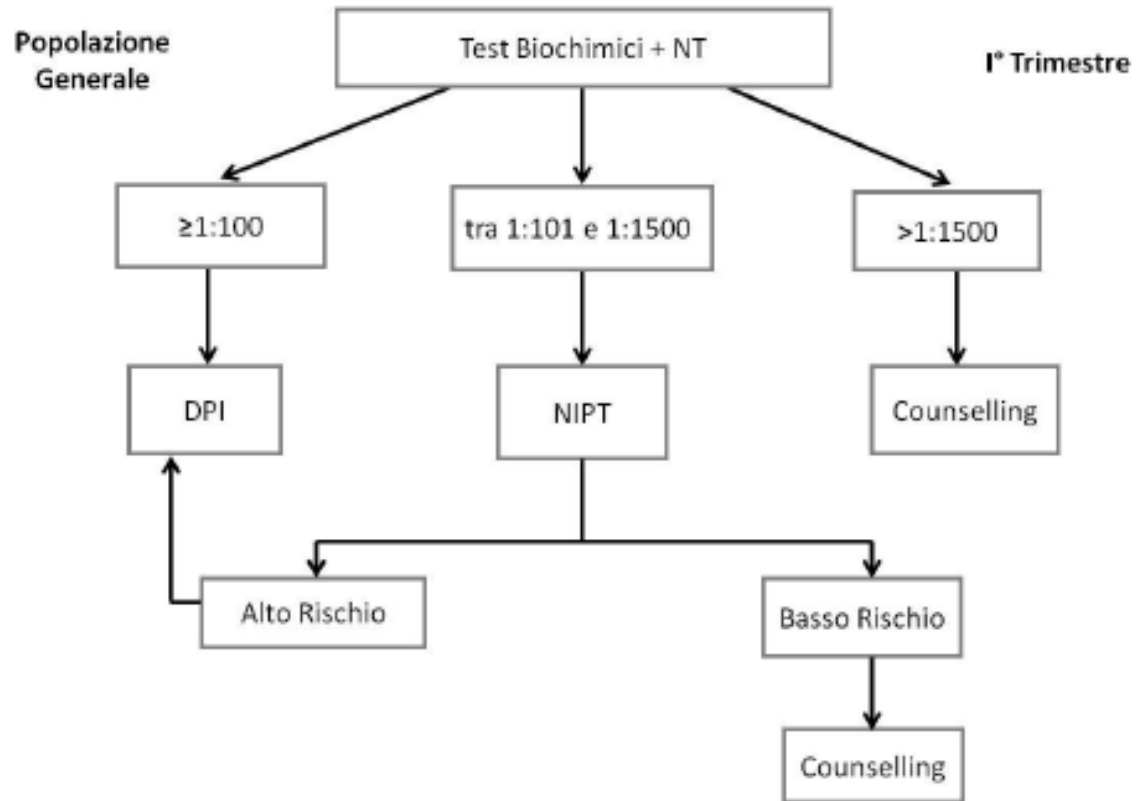 Popolazione
Generale
Test Biochimici + NT
I° Trimestre
≥1:100
tra 1:101 e 1:1500
>1:1500
DPI
NIPT
Counselling
Alto Rischio
Basso Rischio
Counselling